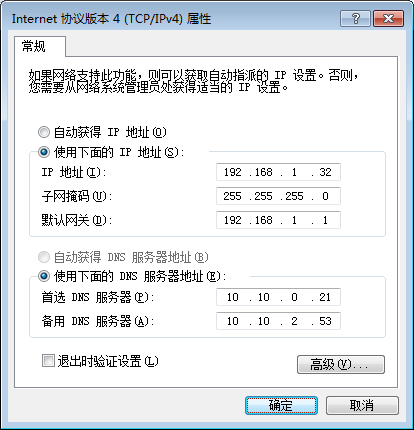 Internet 协议版本 4 (TCP/IPv4) 属性
常规
如果网络支持此功能，则可以获取自动指派的 IP 设置。否则，
您需要从网络系统管理员处获得适当的 IP 设置。
自动获得 IP 地址(O)
使用下面的 IP 地址(S):
IP 地址(I): 192 .168 . 1 . 32
子网掩码(U): 255 .255 .255 . 0
默认网关(D): 192 .168 . 1 . 1
自动获得 DNS 服务器地址(B)
使用下面的 DNS 服务器地址(E):
首选 DNS 服务器(P): 10 . 10 . 0 . 21
备用 DNS 服务器(A): 10 . 10 . 2 . 53
退出时验证设置(L)
高级(V)...
确定 取消